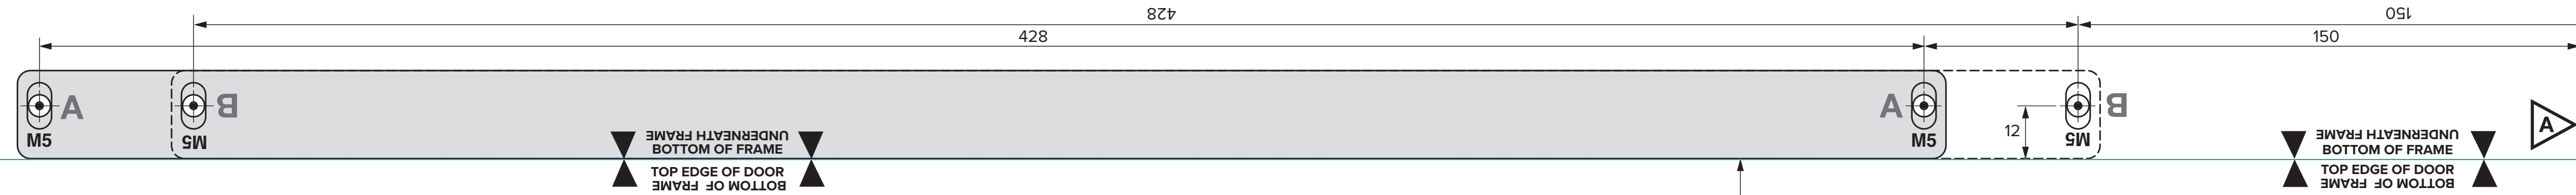 428
150
428
150
A
B
A
B
M5
M5
M5
M5
12
A
UNDERNEATH FRAME
BOTTOM OF FRAME
TOP EDGE OF DOOR
BOTTOM OF FRAME
UNDERNEATH FRAME
BOTTOM OF FRAME
TOP EDGE OF DOOR
BOTTOM OF FRAME